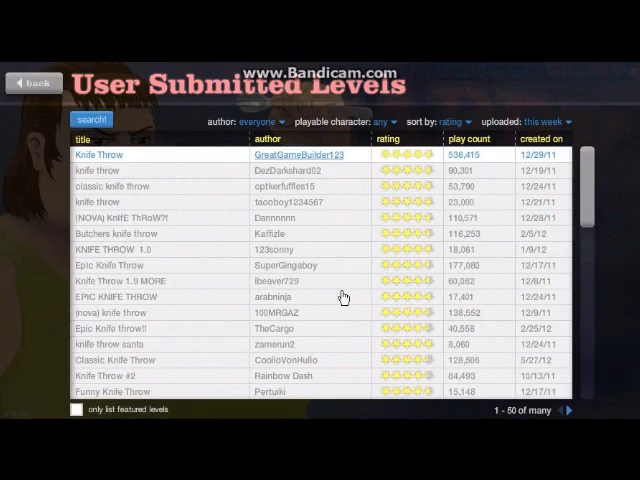 www.Bandicam.com
back
User Submitted Levels
search! author: everyone playable character: any sort by: rating uploaded: this week
title author rating play count created on
Knife Throw GreatGameBuilder123 536,415 12/29/11
knife throw DezDarkshard02 90,301 12/19/11
classic knife throw cptkerfuffles15 53,790 12/24/11
knife throw tacoboy1234567 23,000 12/21/11
(NOVA) KnIfE ThRoW?! Dannnnnn 110,571 12/28/11
Butchers knife throw Kaffizle 116,253 2/5/12
KNIFE THROW 1.0 123sonny 18,061 1/9/12
Epic Knife Throw SuperGingaboy 177,080 12/17/11
Knife Throw 1.9 MORE ibeaver729 60,082 12/8/11
EPIC KNIFE THROW arabninja 17,401 12/24/11
(nova) knife throw 100MRGAZ 138,552 12/9/11
Epic Knife throw!! TheCargo 40,558 2/25/12
knife throw santa zamerun2 8,060 12/24/11
Classic Knife Throw CoolioVonHulio 128,506 5/27/12
Knife Throw #2 Rainbow Dash 84,493 10/13/11
Funny Knife Throw Pertuiki 15,148 12/17/11
only list featured levels 1 - 50 of many